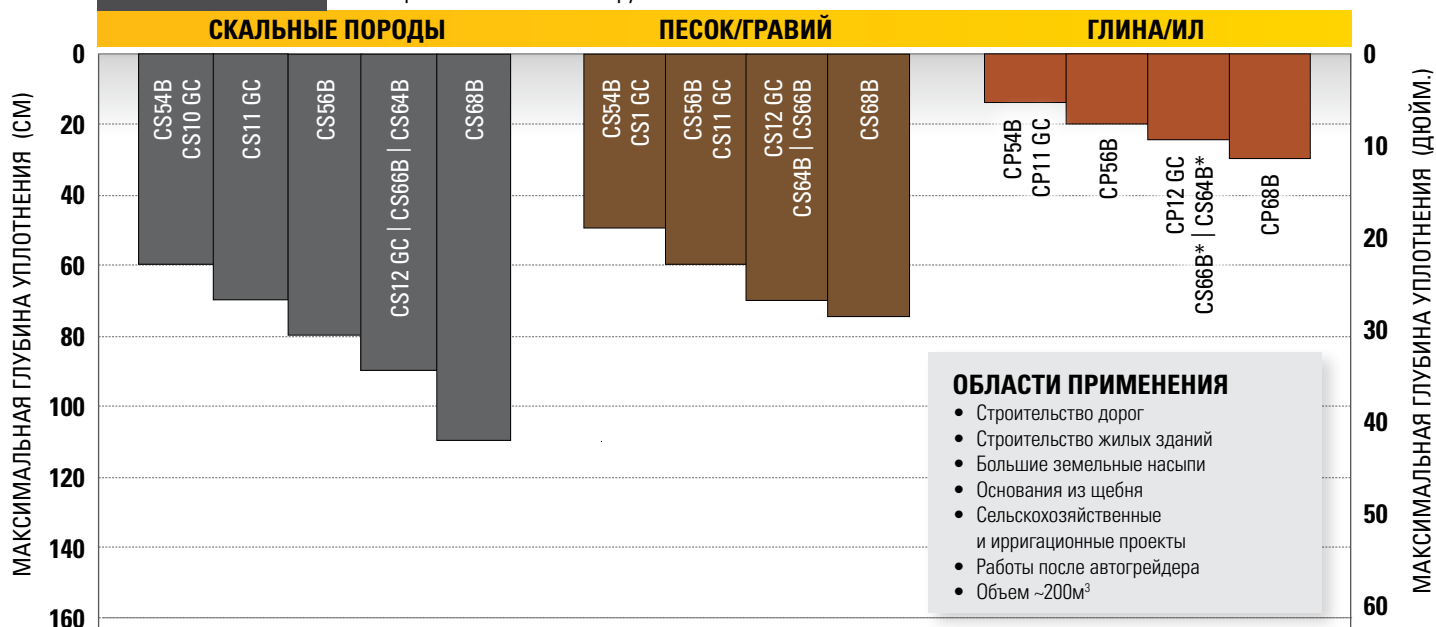 СКАЛЬНЫЕ ПОРОДЫ
ПЕСОК/ГРАВИЙ
ГЛИНА/ИЛ
МАКСИМАЛЬНАЯ ГЛУБИНА УПЛОТНЕНИЯ (СМ)
0
20
40
60
80
100
120
140
160
CS54B
CS10 GC
CS11 GC
CS56B
CS12 GC | CS66B | CS64B
CS68B
CS54B
CS1 GC
CS56B
CS11 GC
CS12 GC
CS64B | CS66B
CS68B
CP54B
CP11 GC
CP56B
CP12 GC
CS66B* | CS64B*
CP68B
0
10
20
30
40
50
60
МАКСИМАЛЬНАЯ ГЛУБИНА УПЛОТНЕНИЯ (ДЮЙМ.)
ОБЛАСТИ ПРИМЕНЕНИЯ
• Строительство дорог
• Строительство жилых зданий
• Большие земельные насыпи
• Основания из щебня
• Сельскохозяйственные
и ирригационные проекты
• Работы после автогрейдера
• Объем ~200м³